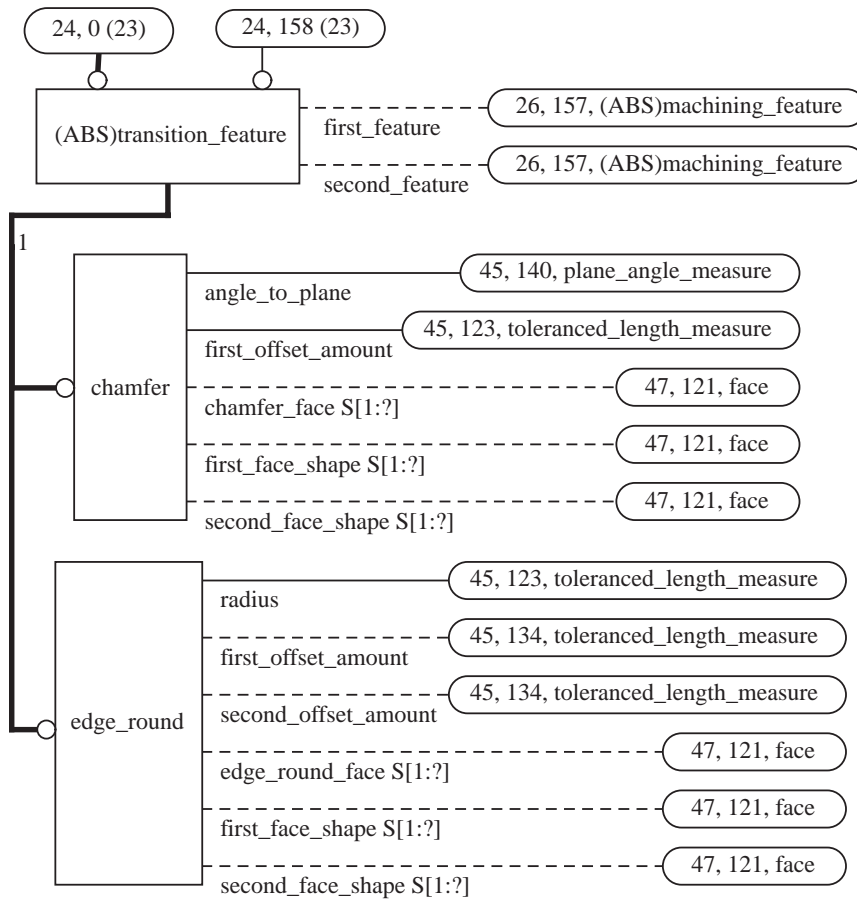 24, 0 (23)
24, 158 (23)
(ABS)transition_feature
26, 157, (ABS)machining_feature
first_feature
26, 157, (ABS)machining_feature
second_feature
1
chamfer
45, 140, plane_angle_measure
angle_to_plane
45, 123, toleranced_length_measure
first_offset_amount
47, 121, face
chamfer_face S[1:?]
47, 121, face
first_face_shape S[1:?]
47, 121, face
second_face_shape S[1:?]
edge_round
45, 123, toleranced_length_measure
radius
45, 134, toleranced_length_measure
first_offset_amount
45, 134, toleranced_length_measure
second_offset_amount
47, 121, face
edge_round_face S[1:?]
47, 121, face
first_face_shape S[1:?]
47, 121, face
second_face_shape S[1:?]